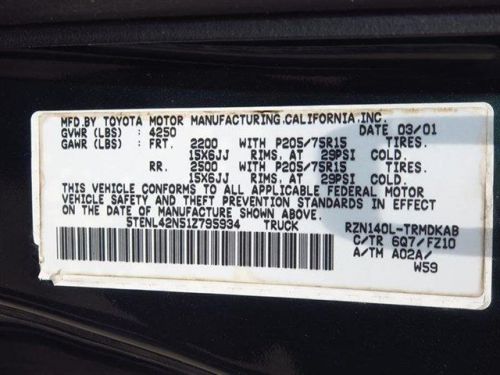 MFD.BY TOYOTA MOTOR MANUFACTURING.CALIFORNIA.INC.
GVWR (LBS) : 4250 DATE 03/01
GAWR (LBS) : FRT. 2200 WITH P205/75R15 TIRES.
15X6JJ RIMS. AT 29PSI COLD.
RR. 2500 WITH P205/75R15 TIRES.
15X6JJ RIMS. AT 29PSI COLD.
THIS VEHICLE CONFORMS TO ALL APPLICABLE FEDERAL MOTOR
VEHICLE SAFETY AND THEFT PREVENTION STANDARDS IN EFFECT
ON THE DATE OF MANUFACTURE SHOWN ABOVE.
5TENL42N51Z795934 TRUCK RZN140L-TRMDKAB
C/TR 6Q7/FZ10
A/TM A02A/
W59